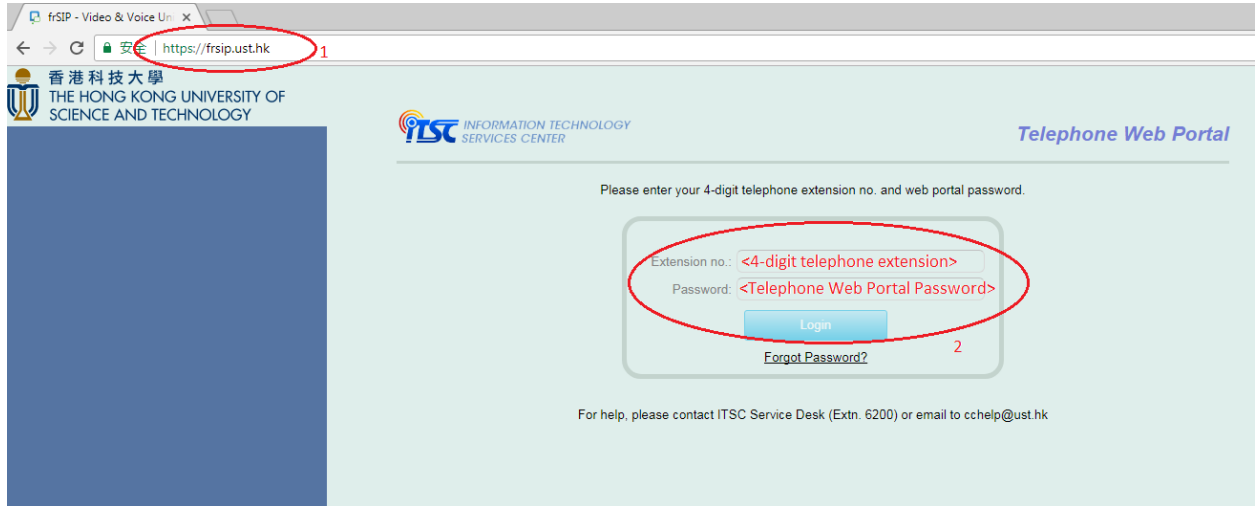 frSIP - Video & Voice Un
安全 | https://frsip.ust.hk
1
香港科技大學
THE HONG KONG UNIVERSITY OF
SCIENCE AND TECHNOLOGY
itsc INFORMATION TECHNOLOGY
SERVICES CENTER
Telephone Web Portal
Please enter your 4-digit telephone extension no. and web portal password.
Extension no.: <4-digit telephone extension>
Password: <Telephone Web Portal Password>
Login
2
Forgot Password?
For help, please contact ITSC Service Desk (Extn. 6200) or email to cchelp@ust.hk